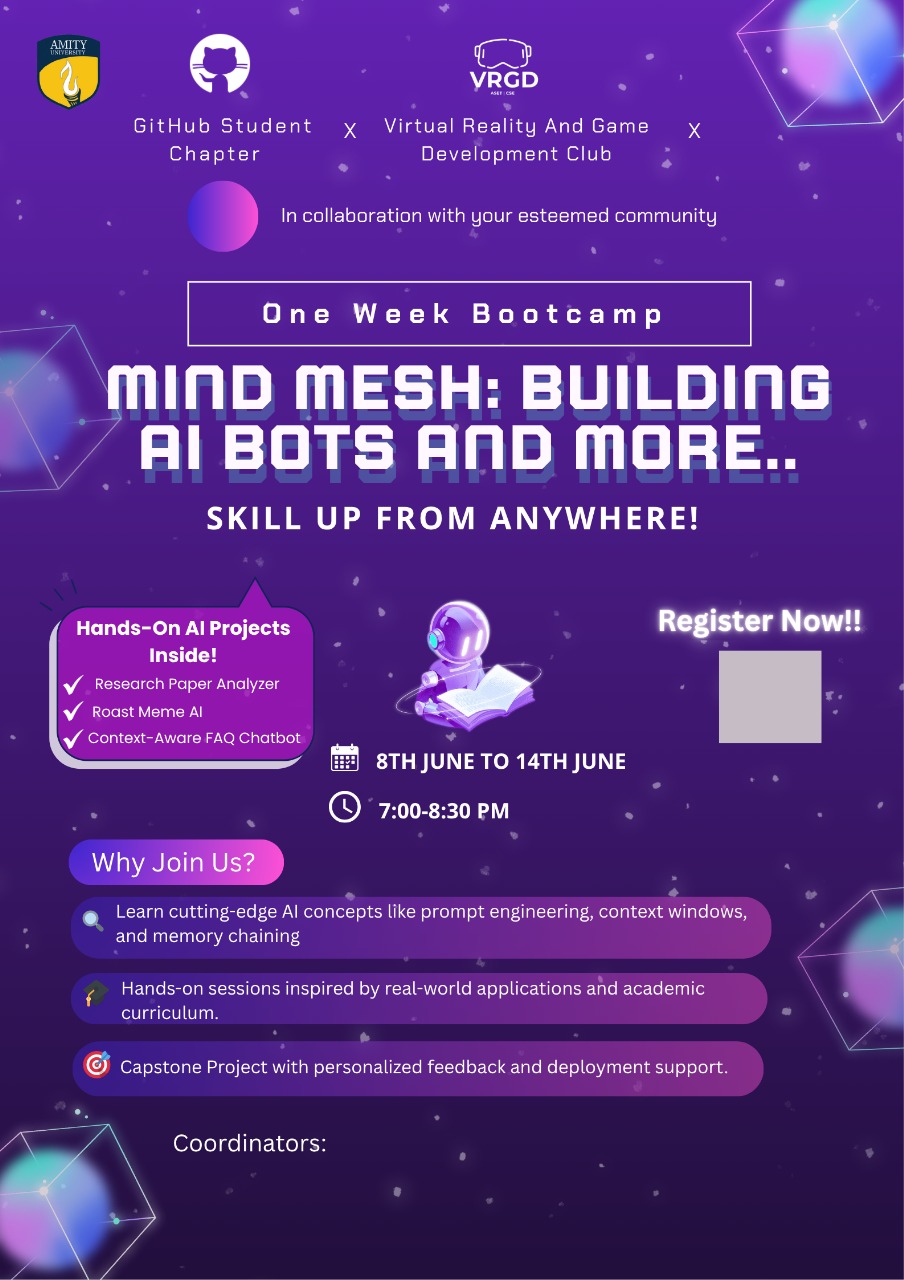 AMITY
UNIVERSITY
VRGD
ASET | CSE
GitHub Student
Chapter
X
Virtual Reality And Game
Development Club
X
In collaboration with your esteemed community
One Week Bootcamp
MIND MESH: BUILDING
AI BOTS AND MORE..
SKILL UP FROM ANYWHERE!
Hands-On AI Projects
Inside!
Research Paper Analyzer
Roast Meme AI
Context-Aware FAQ Chatbot
Register Now!!
8TH JUNE TO 14TH JUNE
7:00-8:30 PM
Why Join Us?
Learn cutting-edge AI concepts like prompt engineering, context windows,
and memory chaining
Hands-on sessions inspired by real-world applications and academic
curriculum.
Capstone Project with personalized feedback and deployment support.
Coordinators: